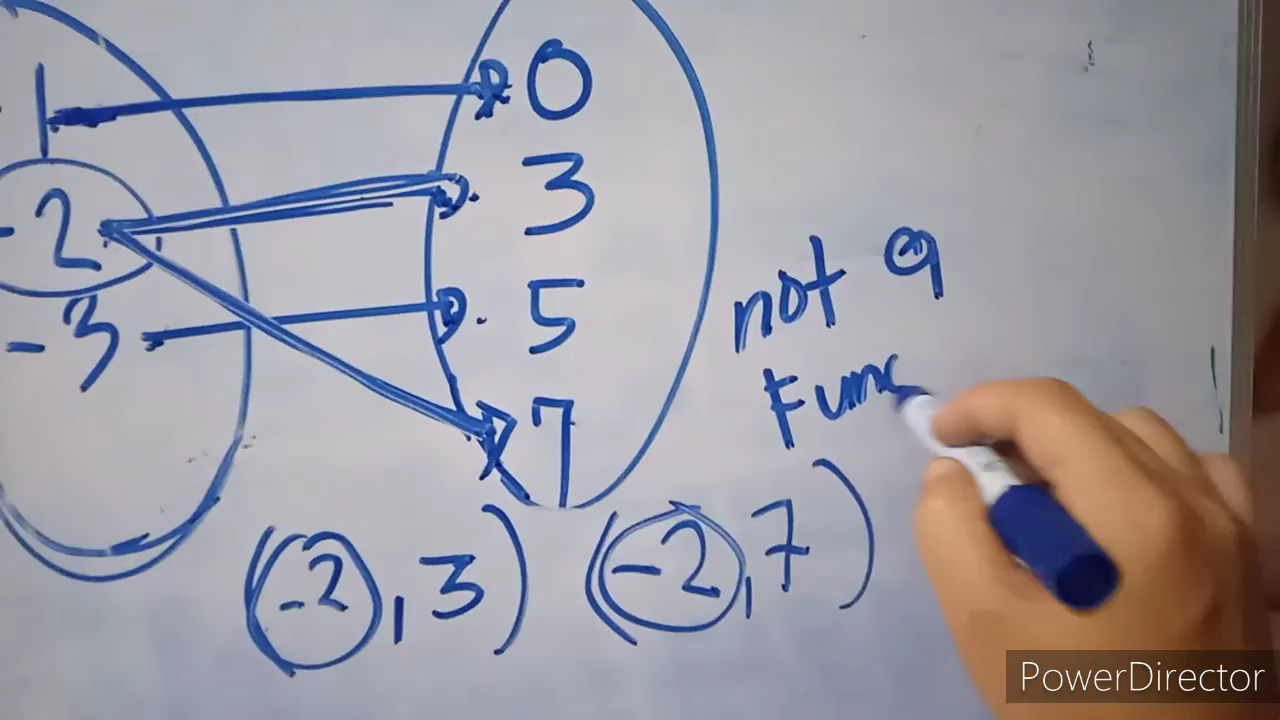 -1 0
-2 3
-3 5
7
not a
Func
(-2, 3) (-2, 7)
PowerDirector